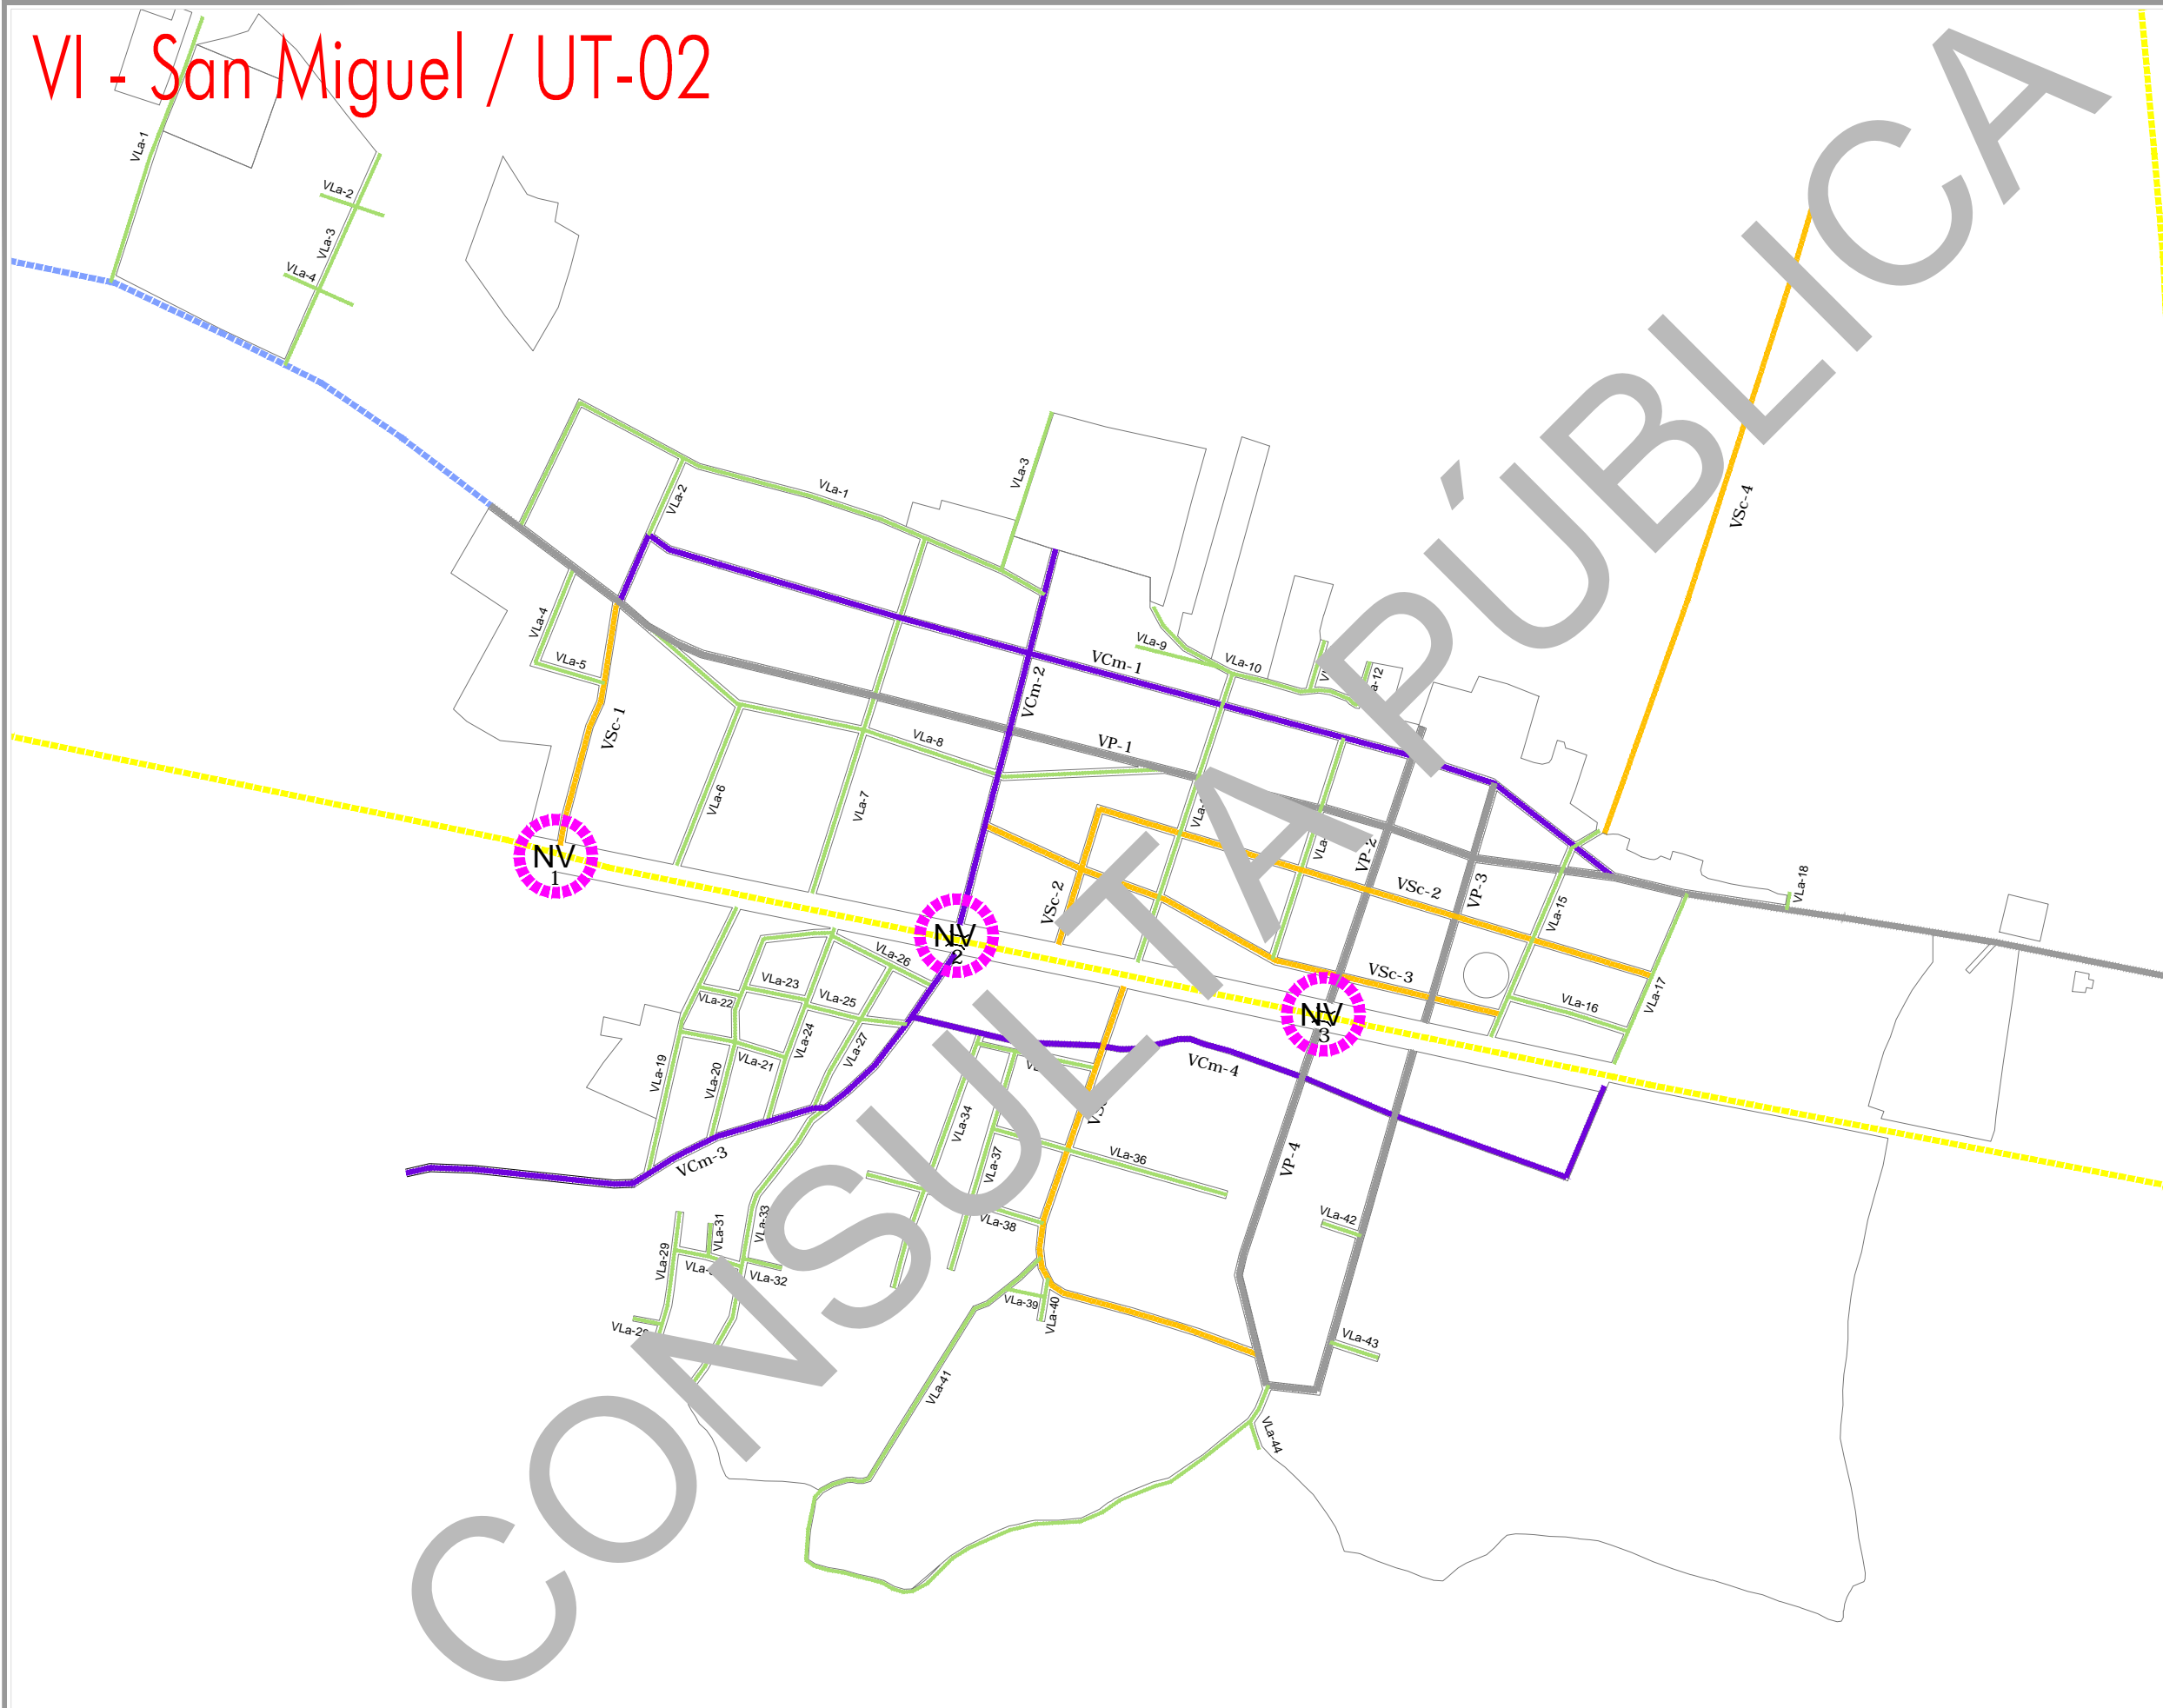 VI - San Miguel / UT-02
VLa-1
VLa-2
VLa-3
VLa-4
VLa-1
VLa-2
VLa-3
VLa-4
VLa-5
VSc-1
VLa-6
VLa-7
VLa-8
VCm-2
VCm-1
VP-1
VLa-9
VLa-10
VSc-4
NV
1
NV
2
NV
3
VSc-2
VSc-2
VP-2
VP-3
VSc-3
VLa-15
VLa-16
VLa-17
VLa-18
VLa-19
VLa-20
VLa-21
VLa-22
VLa-23
VLa-24
VLa-25
VLa-26
VLa-27
VCm-3
VCm-4
VP-4
VLa-29
VLa-31
VLa-32
VLa-33
VLa-34
VLa-36
VLa-37
VLa-38
VLa-39
VLa-40
VLa-41
VLa-42
VLa-43
VLa-44
CONSULTA PÚBLICA